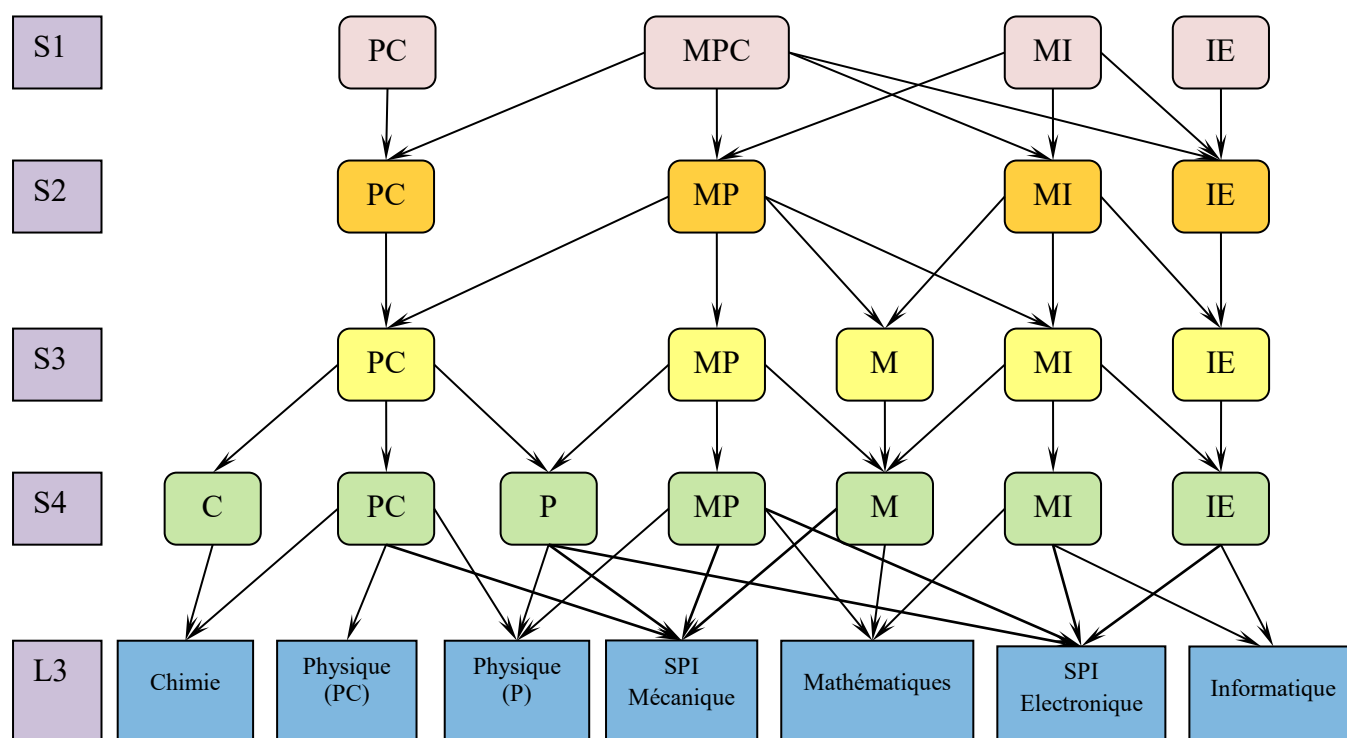 S1
PC
MPC
MI
IE
S2
PC
MP
MI
IE
S3
PC
MP
M
MI
IE
S4
C
PC
P
MP
M
MI
IE
L3
Chimie
Physique
(PC)
Physique
(P)
SPI
Mécanique
Mathématiques
SPI
Electronique
Informatique